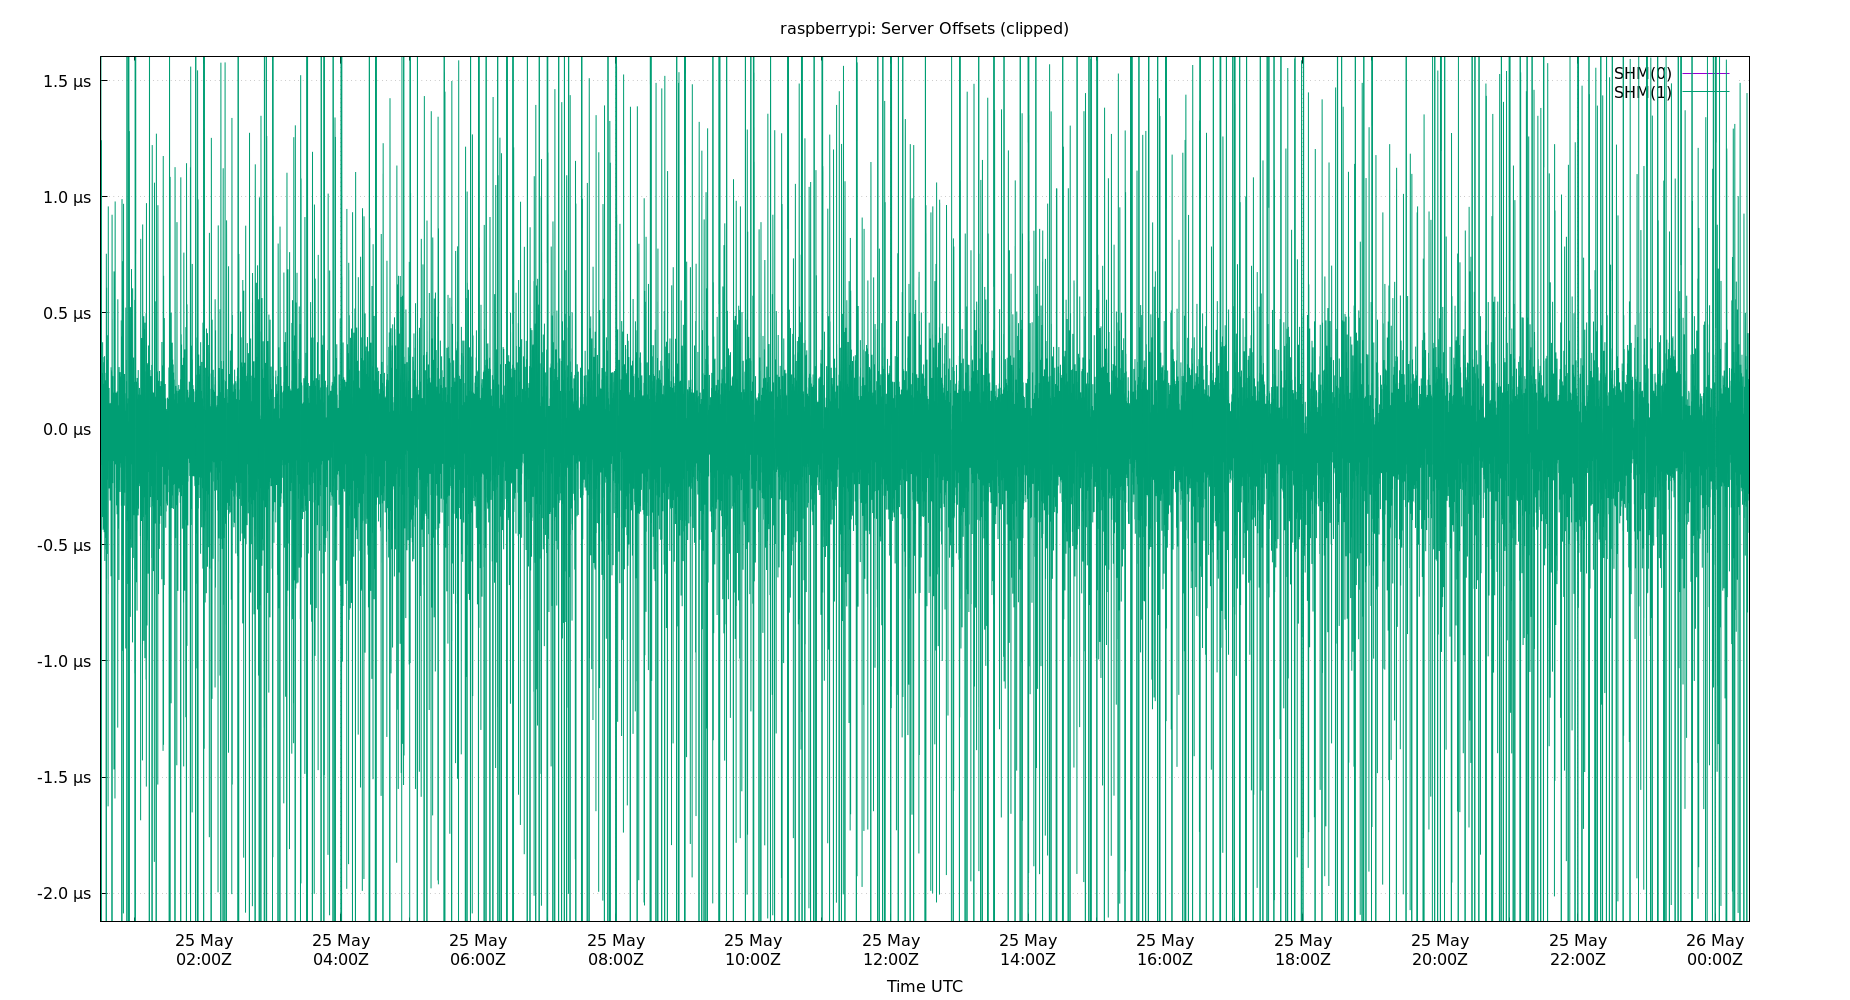 raspberrypi: Server Offsets (clipped)
SHM(0)
SHM(1)
1.5 µs
1.0 µs
0.5 µs
0.0 µs
-0.5 µs
-1.0 µs
-1.5 µs
-2.0 µs
25 May 25 May 25 May 25 May 25 May 25 May 25 May 25 May 25 May 25 May 25 May 26 May
02:00Z 04:00Z 06:00Z 08:00Z 10:00Z 12:00Z 14:00Z 16:00Z 18:00Z 20:00Z 22:00Z 00:00Z
Time UTC